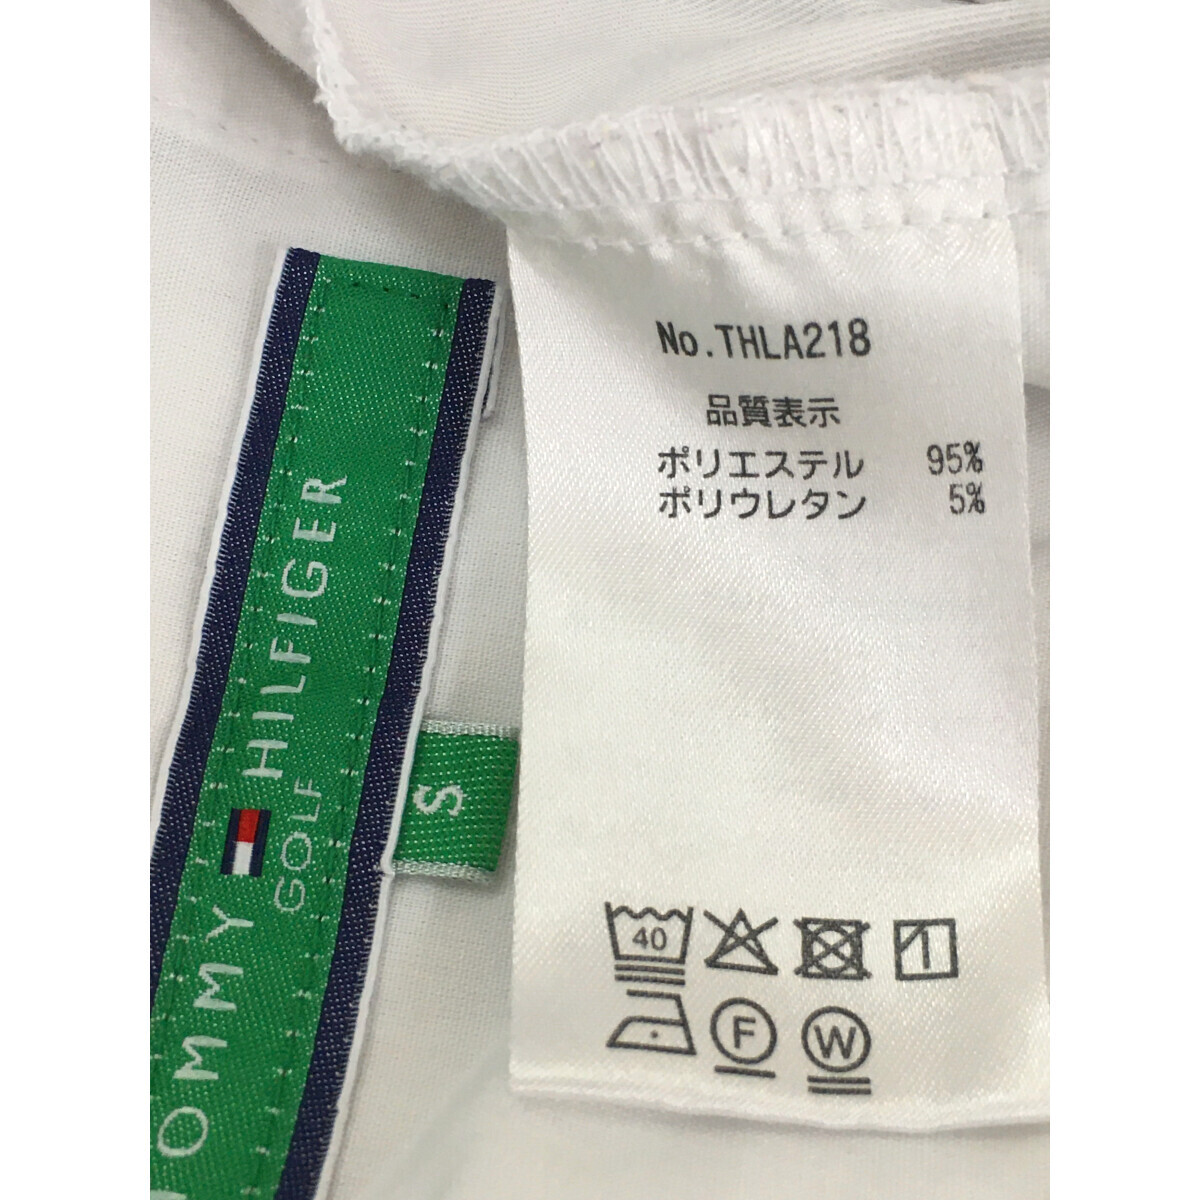 No.THLA218
品質表示
ポリエステル 95%
ポリウレタン 5%
40
F
W
TOMMY HILFIGER
GOLF
S